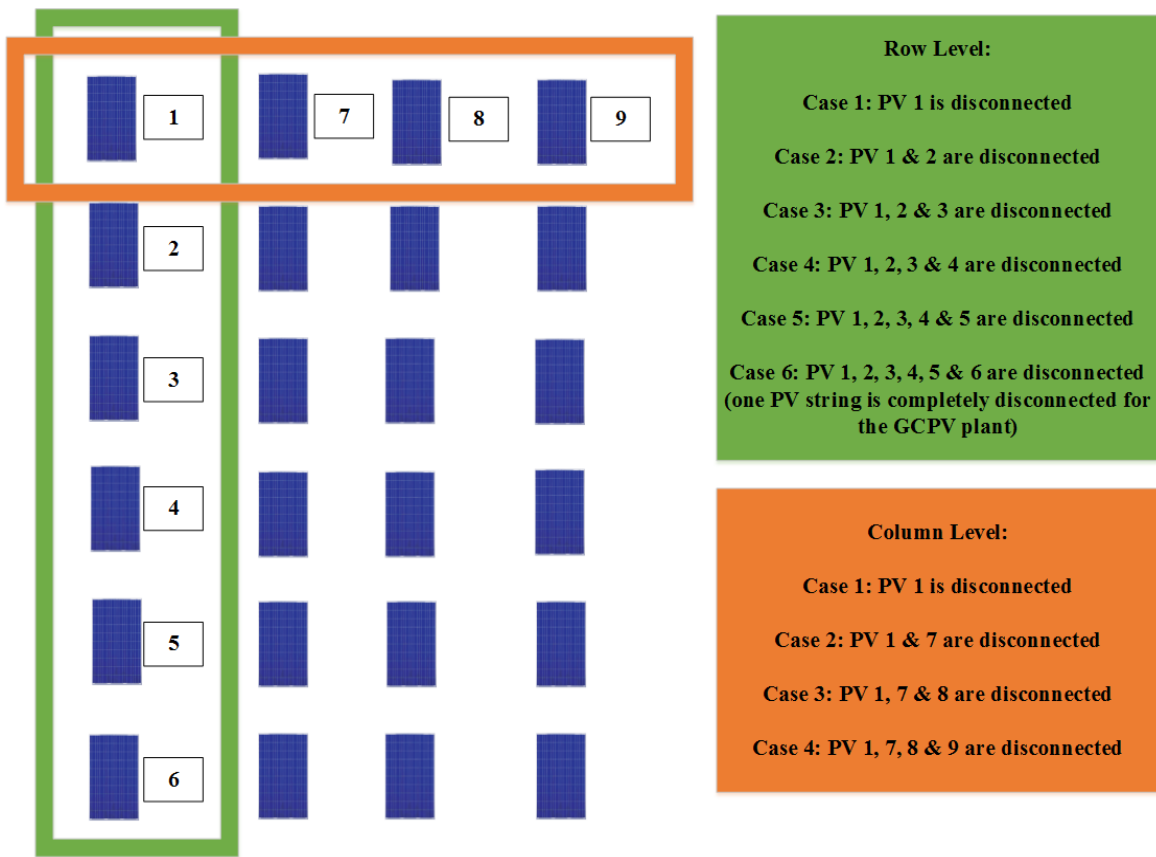 1
7
8
9
2
3
4
5
6
Row Level:
Case 1: PV 1 is disconnected
Case 2: PV 1 & 2 are disconnected
Case 3: PV 1, 2 & 3 are disconnected
Case 4: PV 1, 2, 3 & 4 are disconnected
Case 5: PV 1, 2, 3, 4 & 5 are disconnected
Case 6: PV 1, 2, 3, 4, 5 & 6 are disconnected
(one PV string is completely disconnected for
the GCPV plant)
Column Level:
Case 1: PV 1 is disconnected
Case 2: PV 1 & 7 are disconnected
Case 3: PV 1, 7 & 8 are disconnected
Case 4: PV 1, 7, 8 & 9 are disconnected